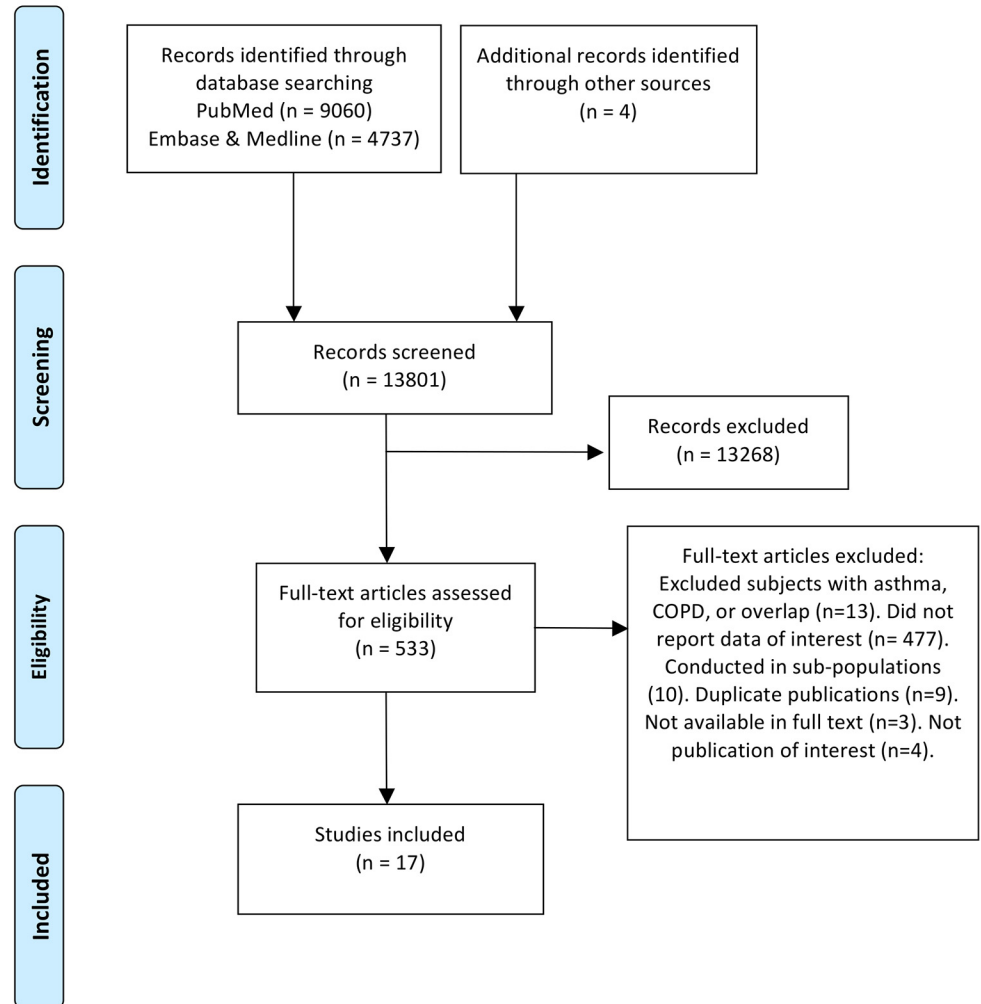 Identification
Records identified through
database searching
PubMed (n = 9060)
Embase & Medline (n = 4737)
Additional records identified
through other sources
(n = 4)
Screening
Records screened
(n = 13801)
Records excluded
(n = 13268)
Eligibility
Full-text articles assessed
for eligibility
(n = 533)
Full-text articles excluded:
Excluded subjects with asthma,
COPD, or overlap (n=13). Did not
report data of interest (n= 477).
Conducted in sub-populations
(10). Duplicate publications (n=9).
Not available in full text (n=3). Not
publication of interest (n=4).
Included
Studies included
(n = 17)